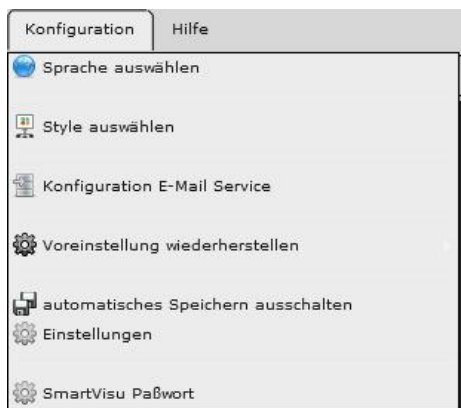 Konfiguration Hilfe
Sprache auswählen
Style auswählen
Konfiguration E-Mail Service
Voreinstellung wiederherstellen
automatisches Speichern ausschalten
Einstellungen
SmartVisu Paßwort